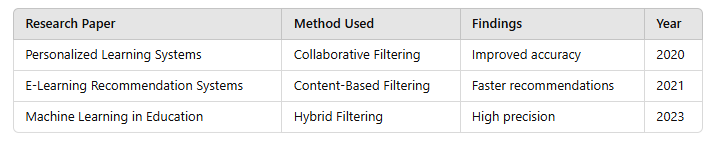 Research Paper Method Used Findings Year
Personalized Learning Systems Collaborative Filtering Improved accuracy 2020
E-Learning Recommendation Systems Content-Based Filtering Faster recommendations 2021
Machine Learning in Education Hybrid Filtering High precision 2023